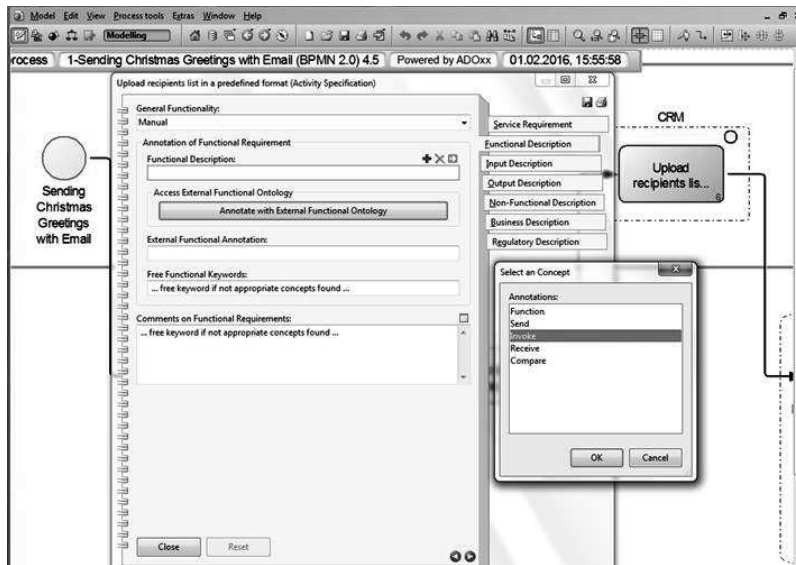 Model Edit View Process tools Extras Window Help
Modelling
rocess 1-Sending Christmas Greetings with Email (BPMN 2.0) 4.5 Powered by ADOxx 01.02.2016, 15:55:58
Upload recipients list in a predefined format (Activity Specification)
General Functionality:
Manual
Annotation of Functional Requirement
Functional Description:
Access External Functional Ontology
Annotate with External Functional Ontology
External Functional Annotation:
Free Functional Keywords:
... free keyword if not appropriate concepts found ...
Comments on Functional Requirements:
... free keyword if not appropriate concepts found ...
Close Reset
Service Requirement
Functional Description
Input Description
Output Description
Non-Functional Description
Business Description
Regulatory Description
Sending
Christmas
Greetings
with Email
CRM
Upload
recipients lis...
6
Select an Concept
Annotations:
Function
Send
Invoke
Receive
Compare
OK Cancel